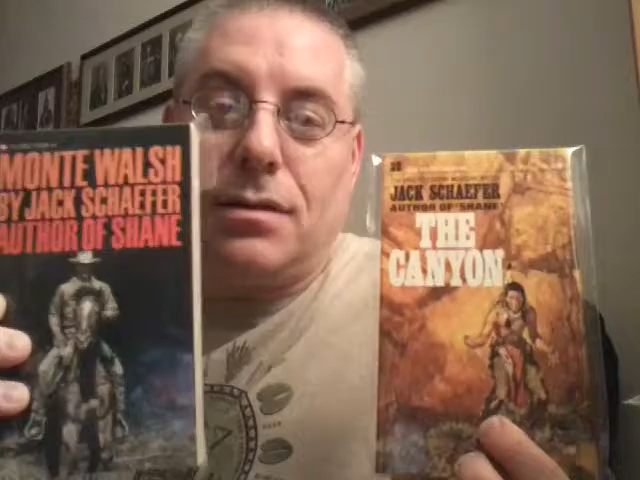 MONTE WALSH
BY JACK SCHAEFER
AUTHOR OF SHANE
JACK SCHAEFER
AUTHOR OF "SHANE"
THE
CANYON